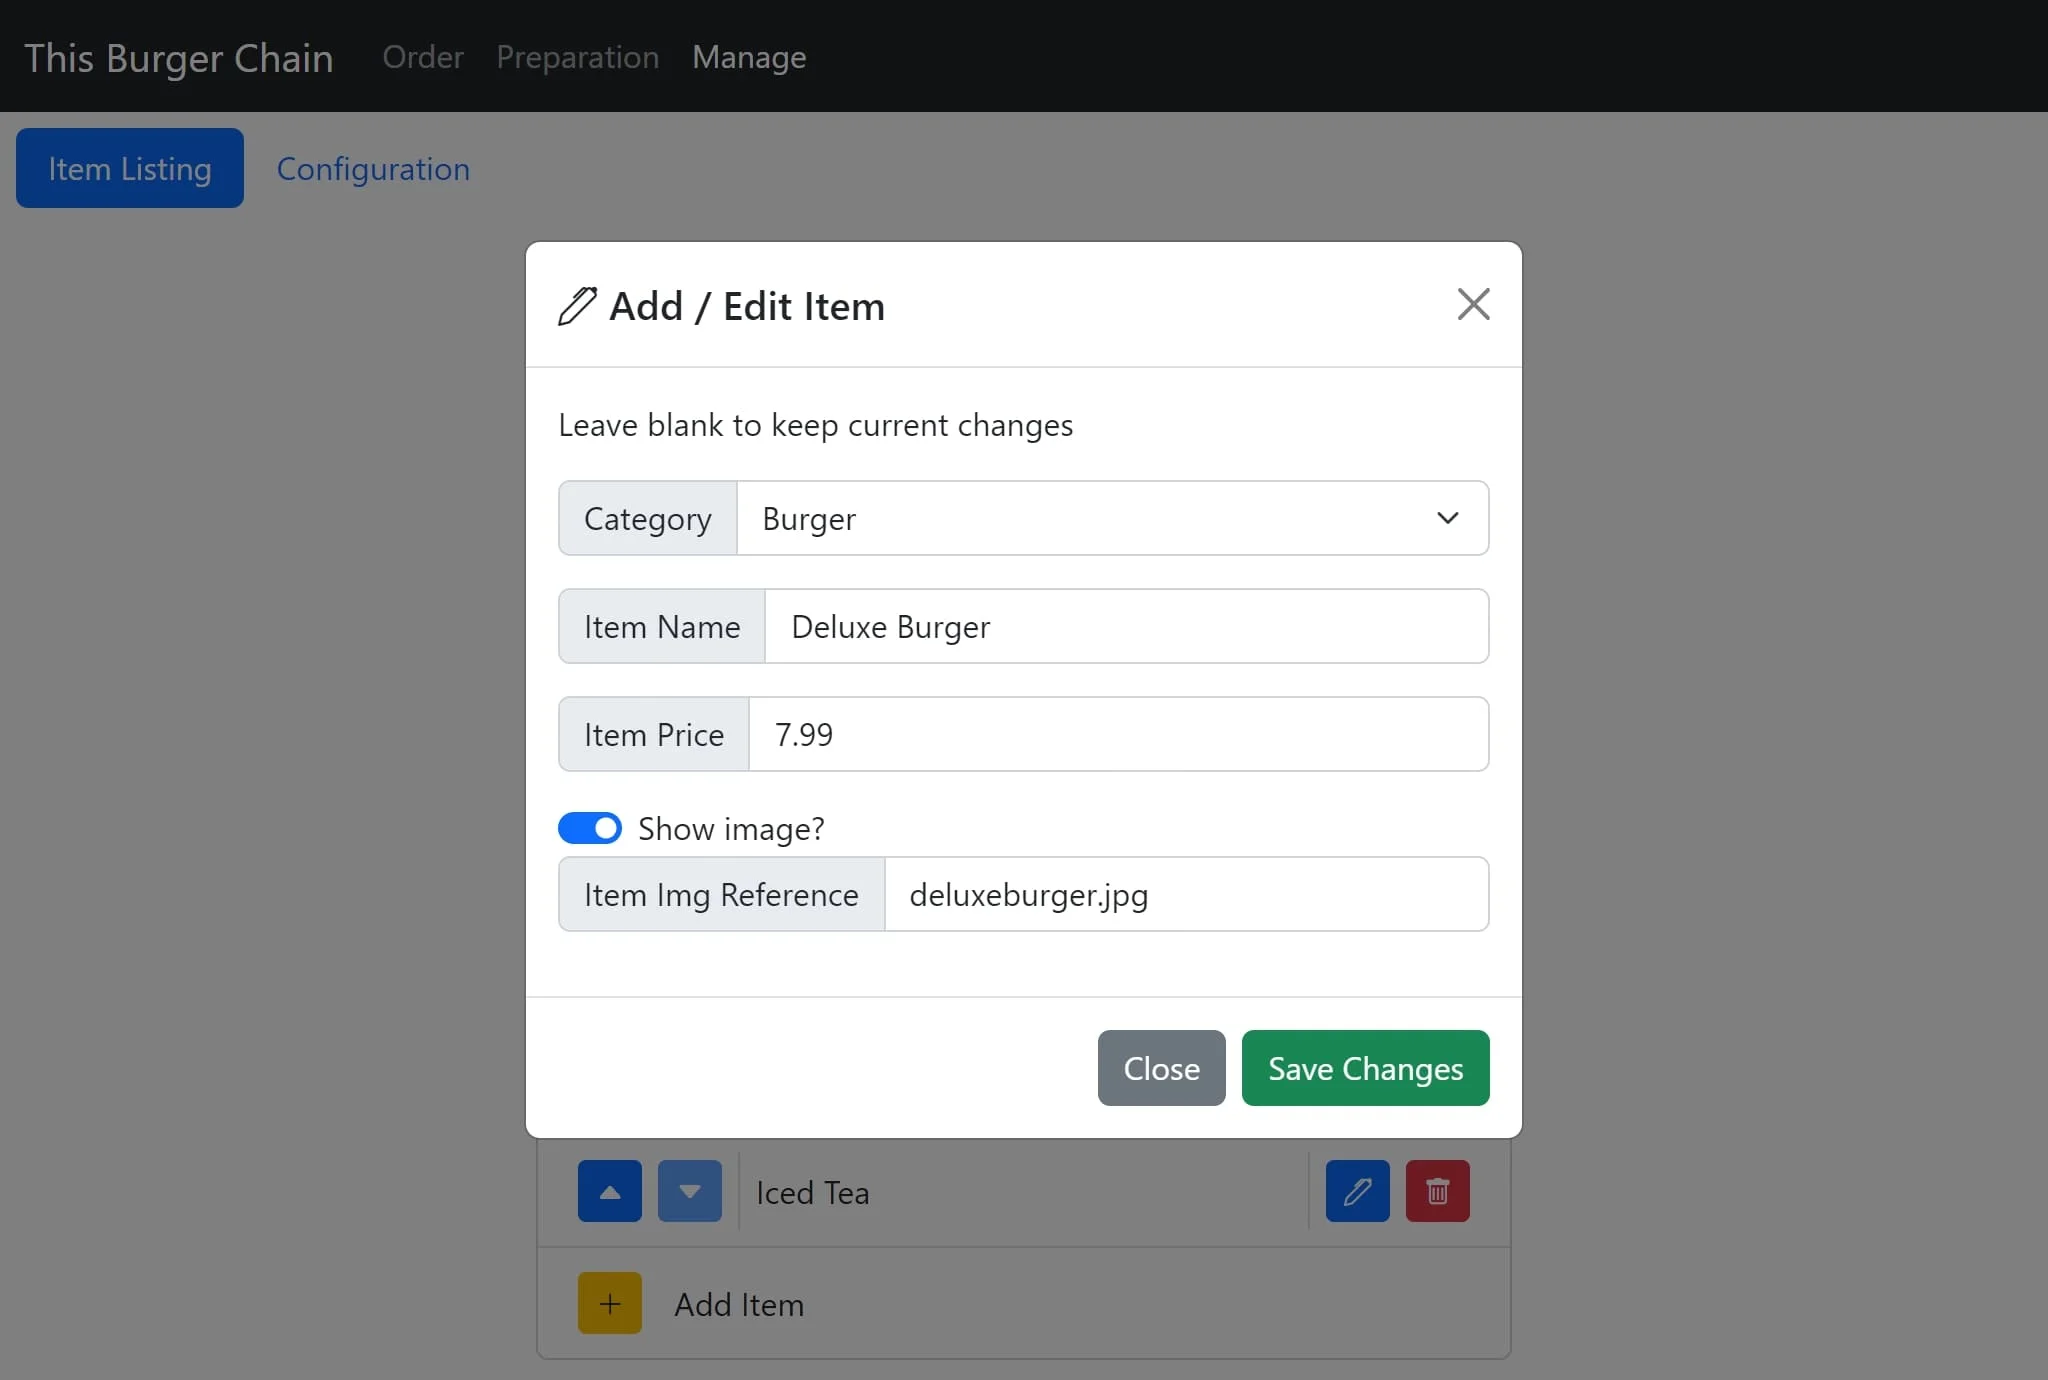 This Burger Chain Order Preparation Manage
Item Listing Configuration
Add / Edit Item
Leave blank to keep current changes
Category Burger
Item Name Deluxe Burger
Item Price 7.99
Show image?
Item Img Reference deluxeburger.jpg
Close Save Changes
Iced Tea
Add Item